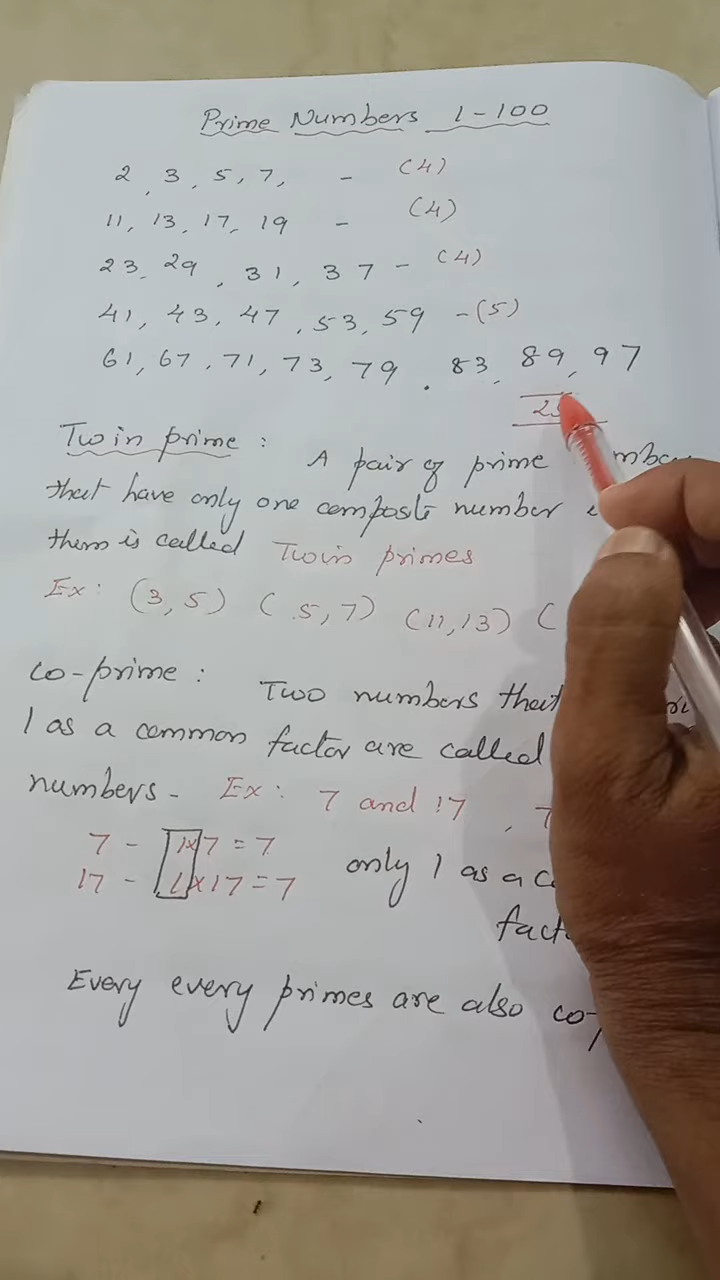 Prime Numbers 1-100
2, 3, 5, 7, - (4)
11, 13, 17, 19 - (4)
23, 29, 31, 37 - (4)
41, 43, 47, 53, 59 - (5)
61, 67, 71, 73, 79, 83, 89, 97
Twin prime : A pair of prime
that have only one composite number
them is called Twin primes
Ex: (3, 5) ( 5, 7) (11, 13) (
co-prime : Two numbers that
1 as a common factor are called
numbers - Ex: 7 and 17 , 7
7 - 1x7 = 7
17 - 1x17 = 7
only 1 as a
Every every primes are also co-